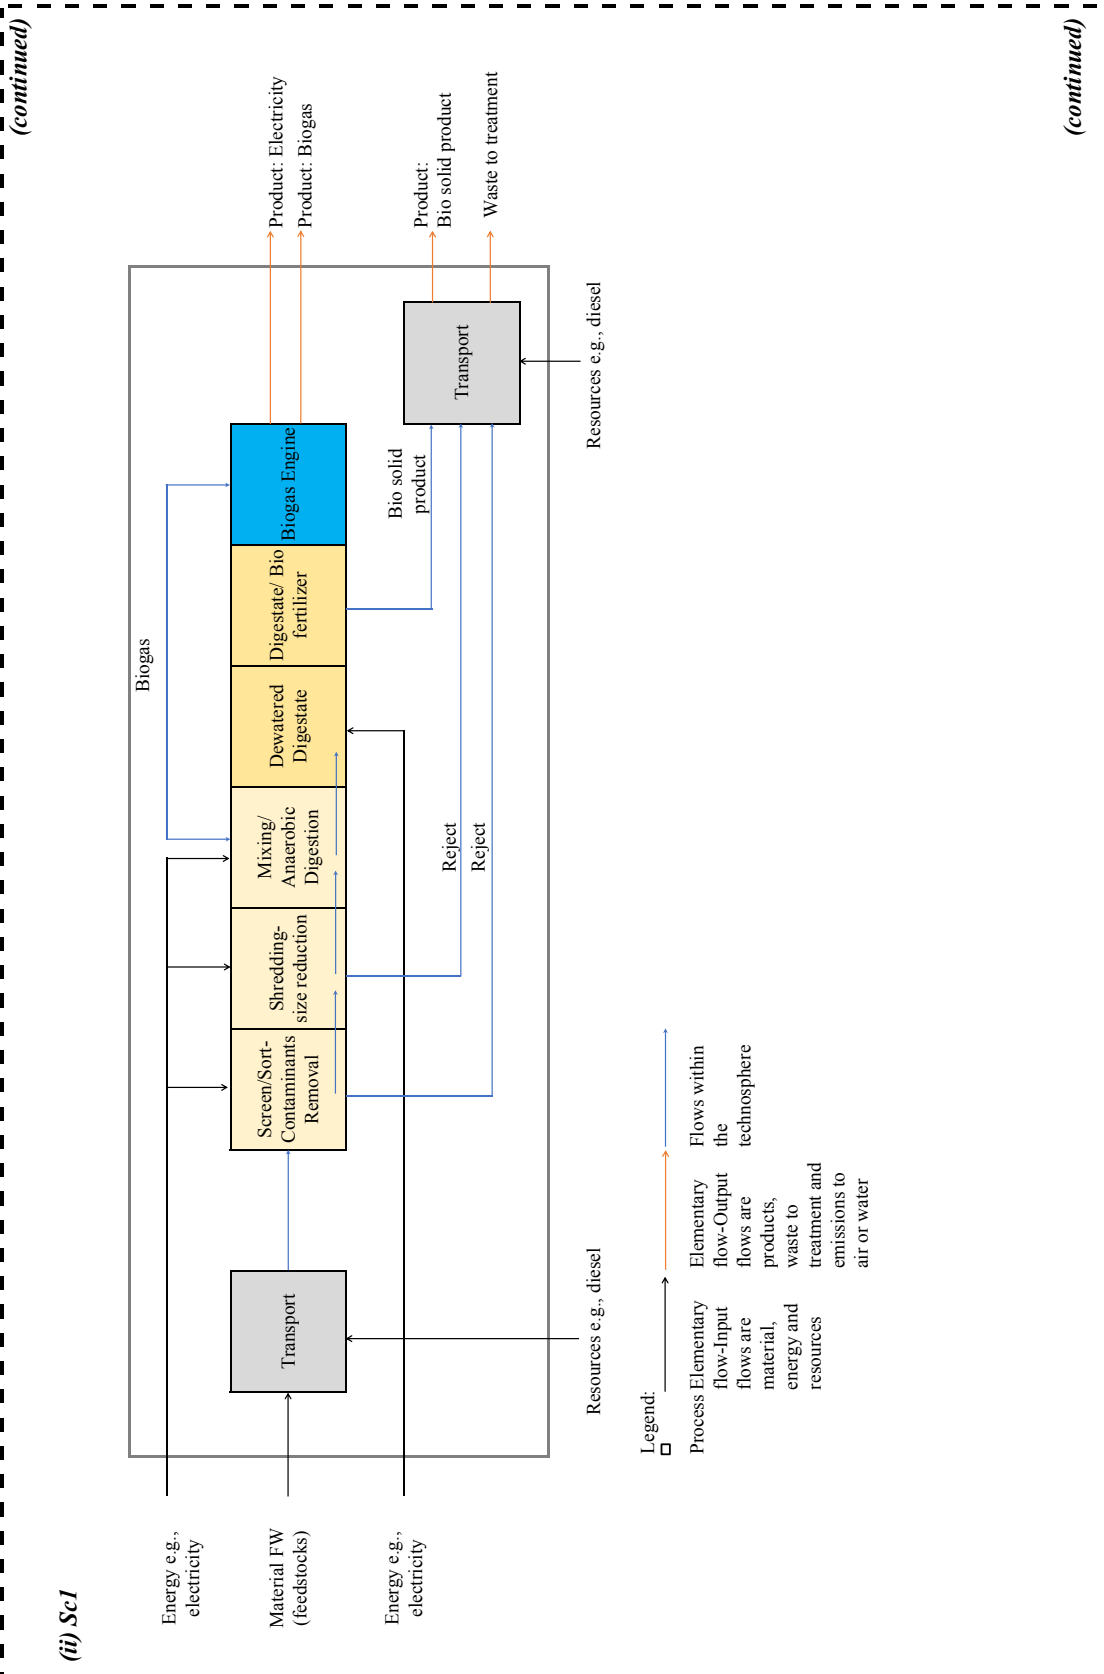 (continued)
(ii) Sc1
Energy e.g.,
electricity
Material FW
(feedstocks)
Energy e.g.,
electricity
Transport
Resources e.g., diesel
Screen/Sort-
Contaminants
Removal
Shredding-
size reduction
Mixing/
Anaerobic
Digestion
Dewatered
Digestate
Digestate/ Bio
fertilizer
Biogas Engine
Biogas
Bio solid
product
Reject
Reject
Transport
Resources e.g., diesel
Product: Electricity
Product: Biogas
Product:
Bio solid product
Waste to treatment
Legend:
Process
Elementary
flow-Input
flows are
material,
energy and
resources
Elementary
flow-Output
flows are
products,
waste to
treatment and
emissions to
air or water
Flows within
the
technosphere
(continued)